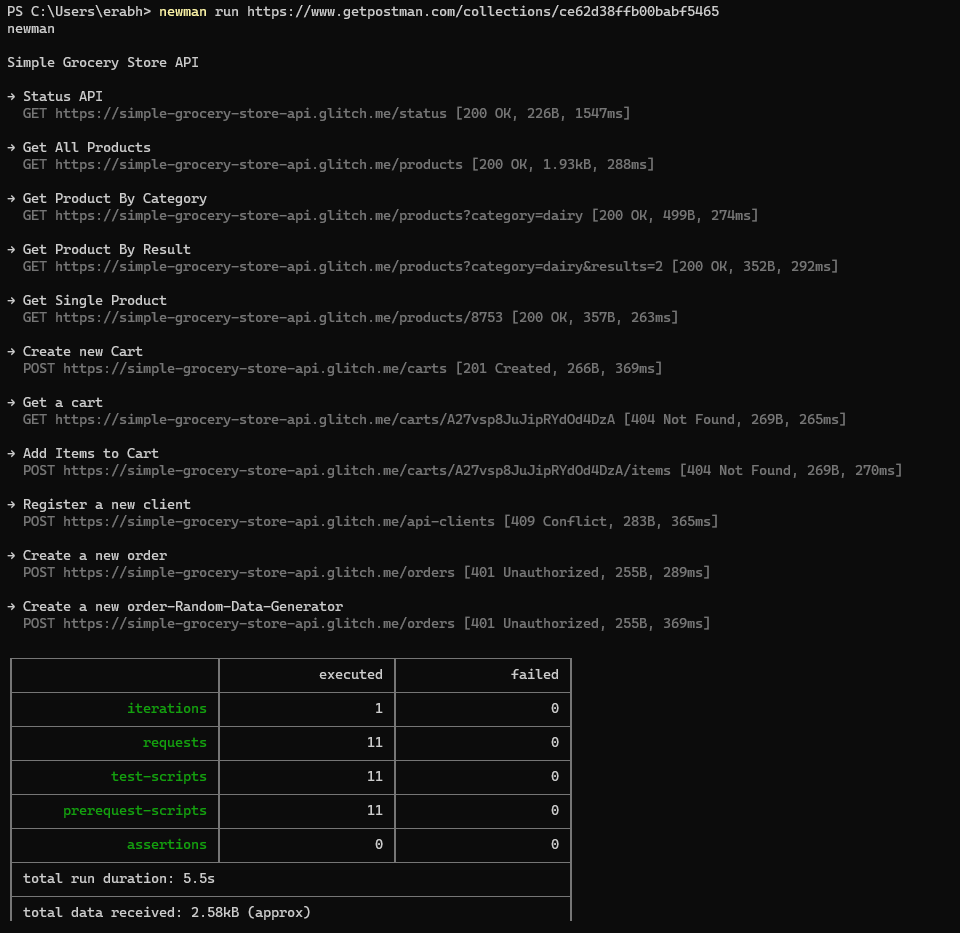 PS C:\Users\erabh> newman run https://www.getpostman.com/collections/ce62d38ffb00babf5465
newman
Simple Grocery Store API
→ Status API
GET https://simple-grocery-store-api.glitch.me/status [200 OK, 226B, 1547ms]
→ Get All Products
GET https://simple-grocery-store-api.glitch.me/products [200 OK, 1.93kB, 288ms]
→ Get Product By Category
GET https://simple-grocery-store-api.glitch.me/products?category=dairy [200 OK, 499B, 274ms]
→ Get Product By Result
GET https://simple-grocery-store-api.glitch.me/products?category=dairy&results=2 [200 OK, 352B, 292ms]
→ Get Single Product
GET https://simple-grocery-store-api.glitch.me/products/8753 [200 OK, 357B, 263ms]
→ Create new Cart
POST https://simple-grocery-store-api.glitch.me/carts [201 Created, 266B, 369ms]
→ Get a cart
GET https://simple-grocery-store-api.glitch.me/carts/A27vsp8JuJipRYdOd4DzA [404 Not Found, 269B, 265ms]
→ Add Items to Cart
POST https://simple-grocery-store-api.glitch.me/carts/A27vsp8JuJipRYdOd4DzA/items [404 Not Found, 269B, 270ms]
→ Register a new client
POST https://simple-grocery-store-api.glitch.me/api-clients [409 Conflict, 283B, 365ms]
→ Create a new order
POST https://simple-grocery-store-api.glitch.me/orders [401 Unauthorized, 255B, 289ms]
→ Create a new order-Random-Data-Generator
POST https://simple-grocery-store-api.glitch.me/orders [401 Unauthorized, 255B, 369ms]
executed failed
iterations 1 0
requests 11 0
test-scripts 11 0
prerequest-scripts 11 0
assertions 0 0
total run duration: 5.5s
total data received: 2.58kB (approx)